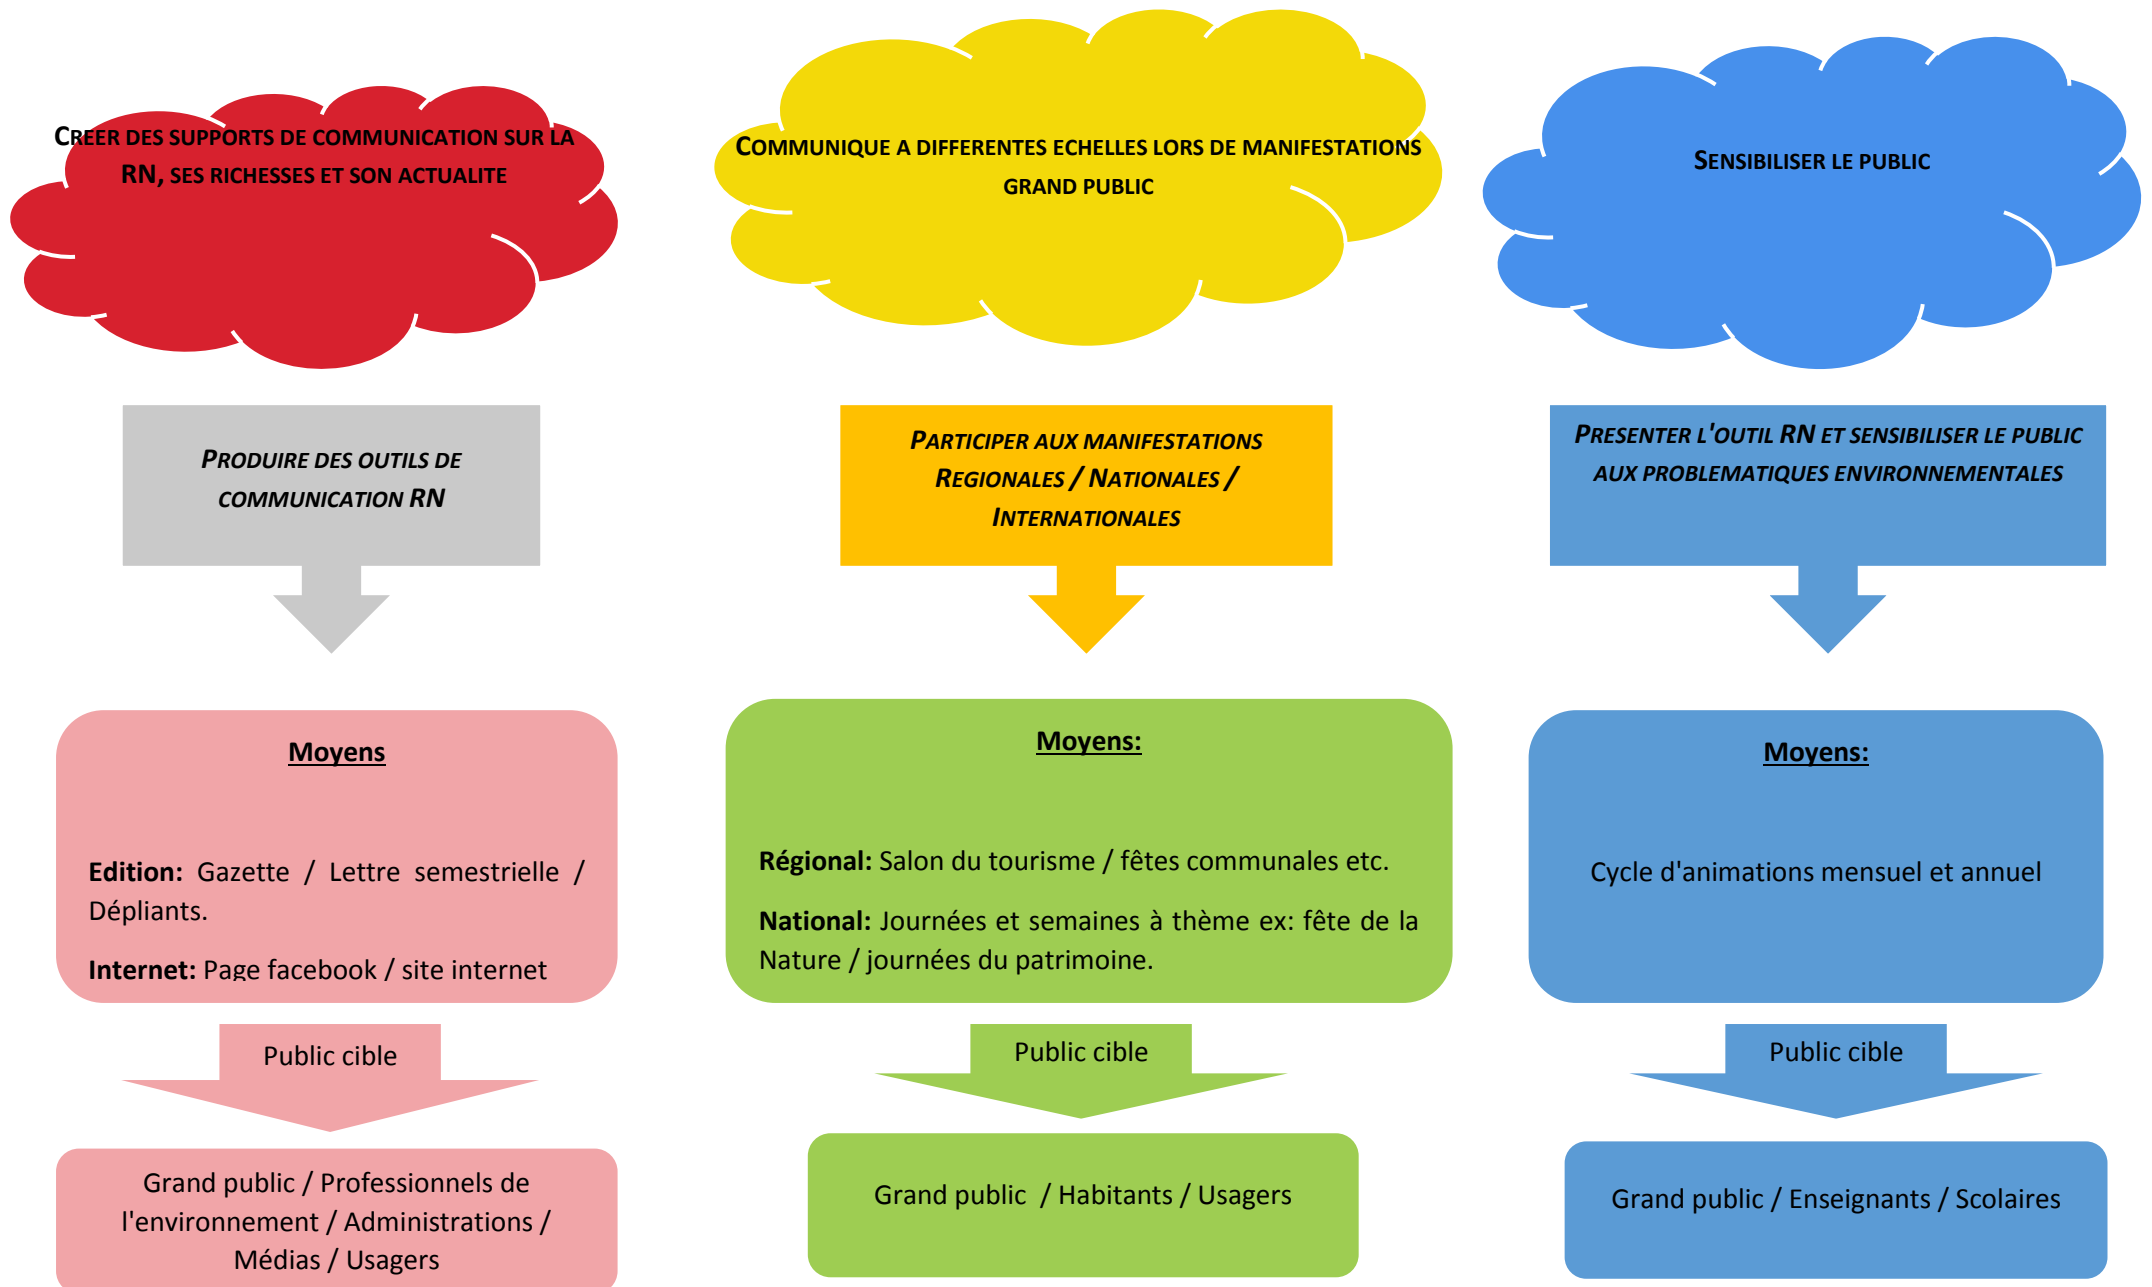 CREER DES SUPPORTS DE COMMUNICATION SUR LA
RN, SES RICHESSES ET SON ACTUALITE
PRODUIRE DES OUTILS DE
COMMUNICATION RN
Moyens
Edition: Gazette / Lettre semestrielle /
Dépliants.
Internet: Page facebook / site internet
Public cible
Grand public / Professionnels de
l'environnement / Administrations /
Médias / Usagers
COMMUNIQUE A DIFFERENTES ECHELLES LORS DE MANIFESTATIONS
GRAND PUBLIC
PARTICIPER AUX MANIFESTATIONS
REGIONALES / NATIONALES /
INTERNATIONALES
Moyens:
Régional: Salon du tourisme / fêtes communales etc.
National: Journées et semaines à thème ex: fête de la
Nature / journées du patrimoine.
Public cible
Grand public / Habitants / Usagers
SENSIBILISER LE PUBLIC
PRESENTER L'OUTIL RN ET SENSIBILISER LE PUBLIC
AUX PROBLEMATIQUES ENVIRONNEMENTALES
Moyens:
Cycle d'animations mensuel et annuel
Public cible
Grand public / Enseignants / Scolaires